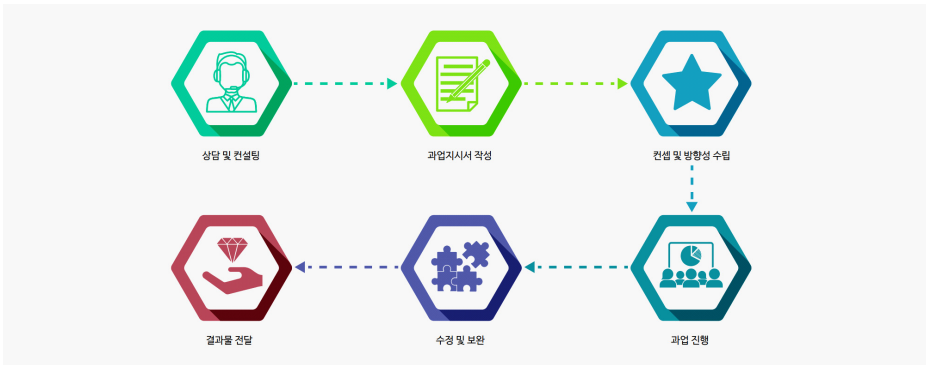 상담 및 컨설팅
과업지시서 작성
컨셉 및 방향성 수립
과업 진행
수정 및 보완
결과물 전달